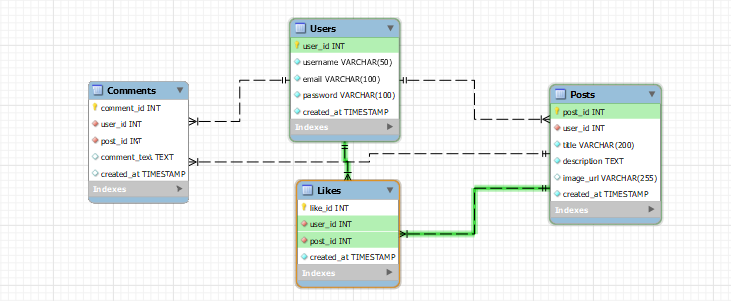 Users
user_id INT
username VARCHAR(50)
email VARCHAR(100)
password VARCHAR(100)
created_at TIMESTAMP
Indexes
Comments
comment_id INT
user_id INT
post_id INT
comment_text TEXT
created_at TIMESTAMP
Indexes
Posts
post_id INT
user_id INT
title VARCHAR(200)
description TEXT
image_url VARCHAR(255)
created_at TIMESTAMP
Indexes
Likes
like_id INT
user_id INT
post_id INT
created_at TIMESTAMP
Indexes